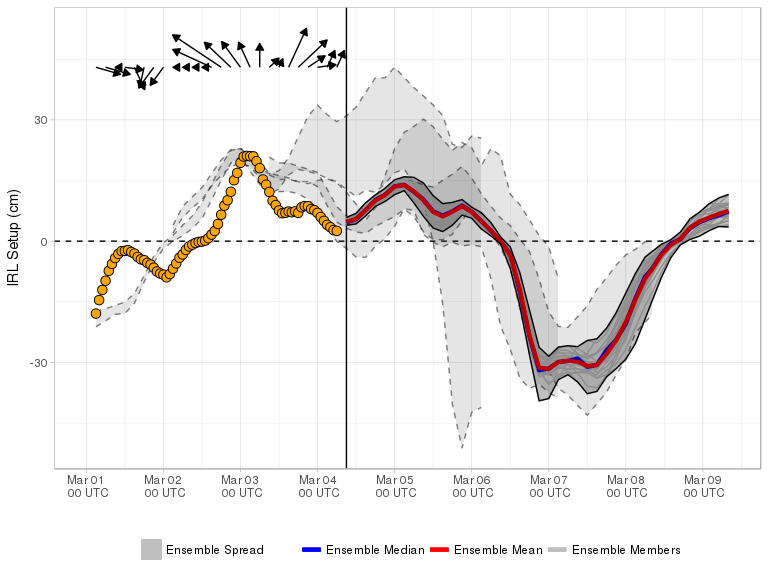 IRL Setup (cm)
30
0
-30
Mar 01 Mar 02 Mar 03 Mar 04 Mar 05 Mar 06 Mar 07 Mar 08 Mar 09
00 UTC 00 UTC 00 UTC 00 UTC 00 UTC 00 UTC 00 UTC 00 UTC 00 UTC
Ensemble Spread Ensemble Median Ensemble Mean Ensemble Members